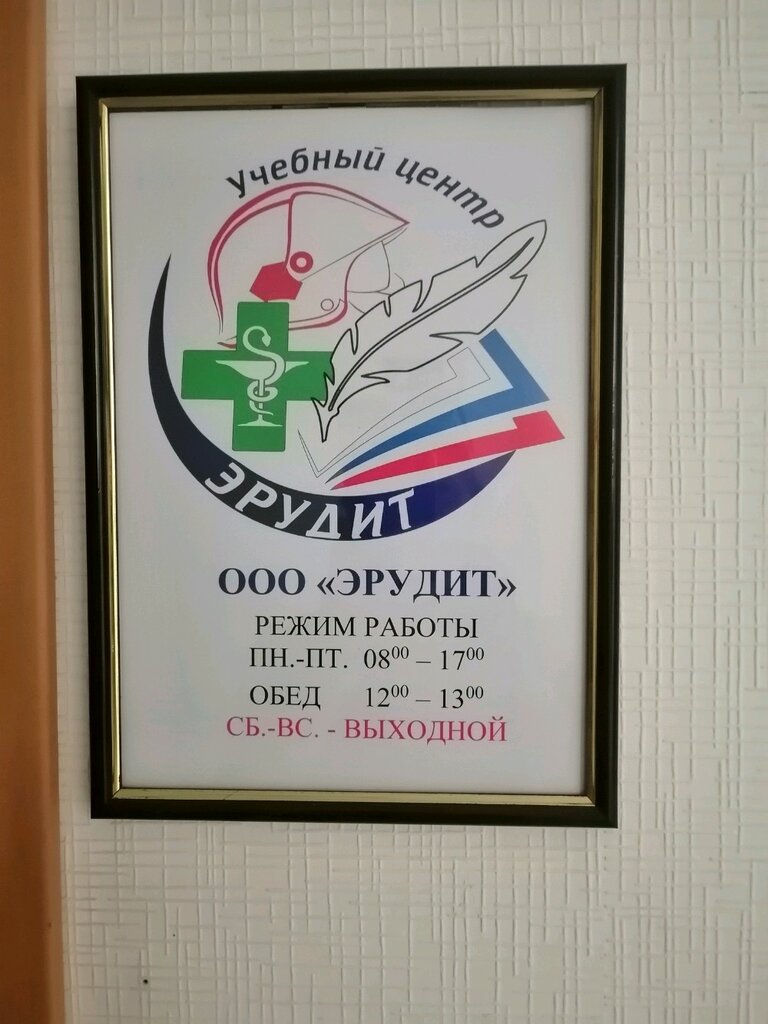 Учебный центр
ЭРУДИТ
ООО «ЭРУДИТ»
РЕЖИМ РАБОТЫ
ПН.-ПТ. 08⁰⁰ – 17⁰⁰
ОБЕД 12⁰⁰ – 13⁰⁰
СБ.-ВС. - ВЫХОДНОЙ